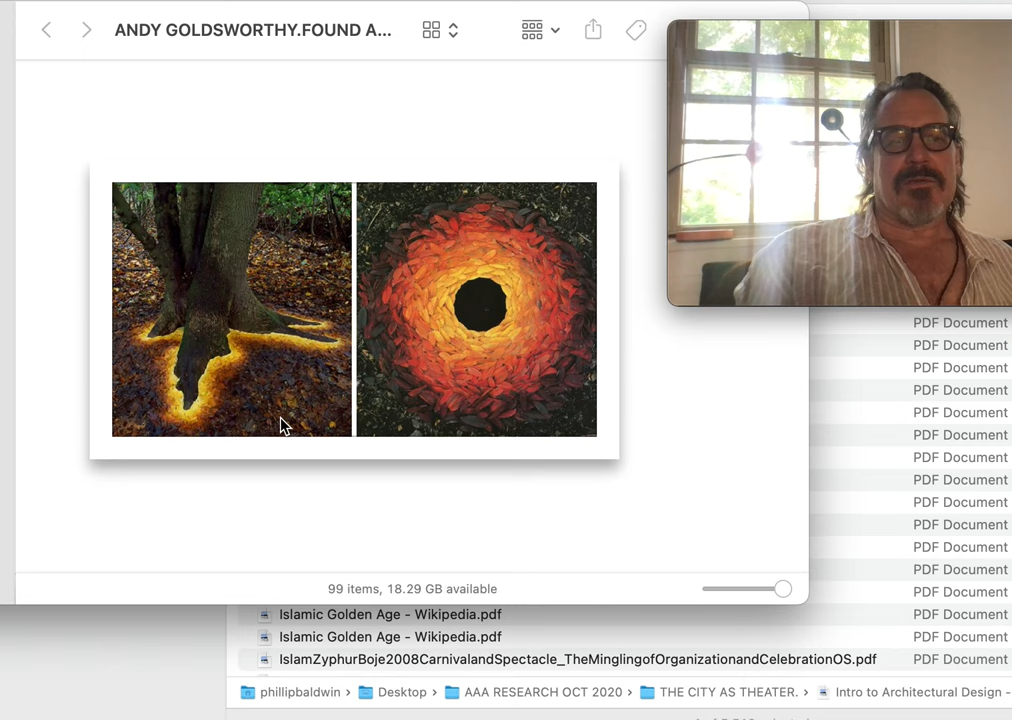 ANDY GOLDSWORTHY.FOUND A...
PDF Document
PDF Document
PDF Document
PDF Document
PDF Document
PDF Document
PDF Document
PDF Document
PDF Document
PDF Document
PDF Document
PDF Document
99 items, 18.29 GB available
PDF Document
Islamic Golden Age - Wikipedia.pdf PDF Document
Islamic Golden Age - Wikipedia.pdf PDF Document
IslamZyphurBoje2008CarnivalandSpectacle_TheMinglingofOrganizationandCelebrationOS.pdf PDF Document
phillipbaldwin › Desktop › AAA RESEARCH OCT 2020 › THE CITY AS THEATER. › Intro to Architectural Design -